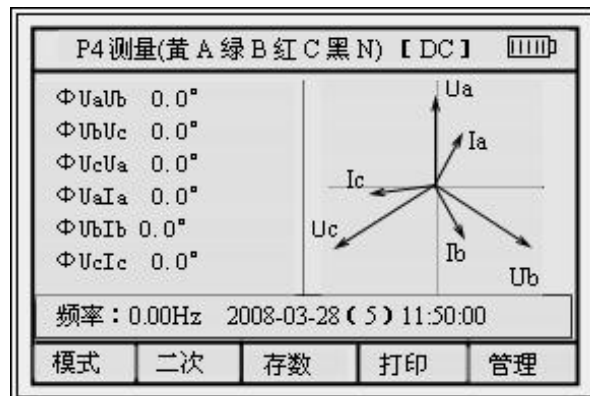 P4测量(黄A绿B红C黑N)【DC】
ΦUaUb 0.0°
ΦUbUc 0.0°
ΦUcUa 0.0°
ΦUaIa 0.0°
ΦUbIb 0.0°
ΦUcIc 0.0°
Ua
Ia
Ic
Uc
Ib
Ub
频率：0.00Hz 2008-03-28(5)11:50:00
模式 二次 存数 打印 管理